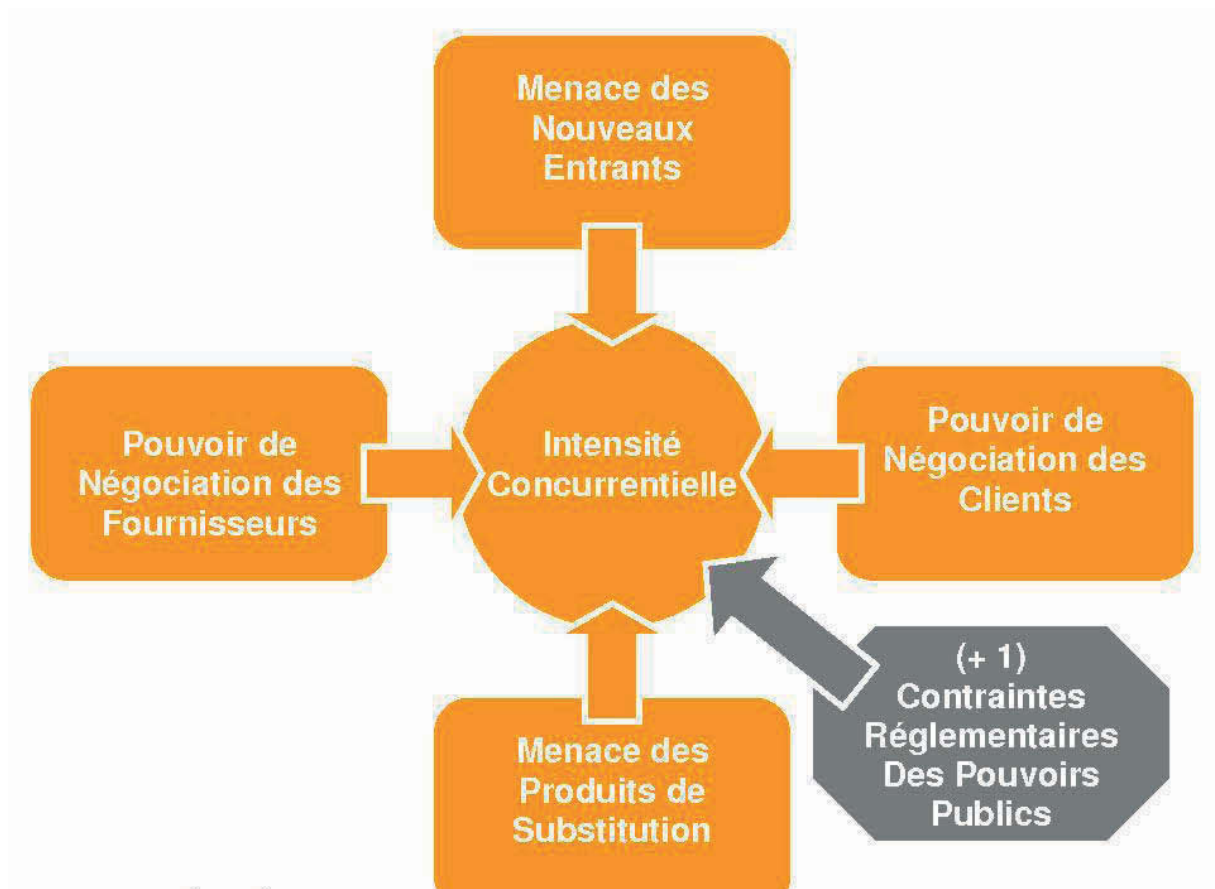 Menace des
Nouveaux
Entrants
Pouvoir de
Négociation des
Fournisseurs
Intensité
Concurrentielle
Pouvoir de
Négociation des
Clients
Menace des
Produits de
Substitution
(+ 1)
Contraintes
Réglementaires
Des Pouvoirs
Publics